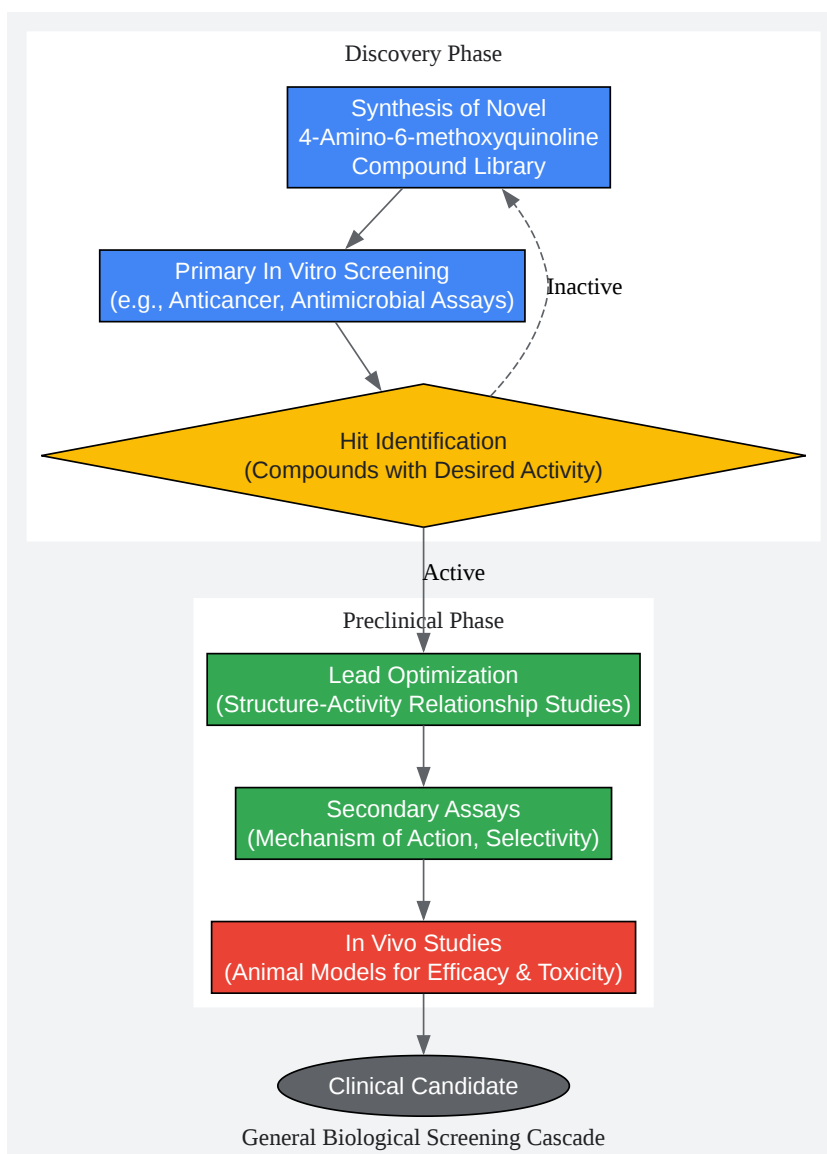 Discovery Phase
Synthesis of Novel
4-Amino-6-methoxyquinoline
Compound Library
Primary In Vitro Screening
(e.g., Anticancer, Antimicrobial Assays)
Inactive
Hit Identification
(Compounds with Desired Activity)
Active
Preclinical Phase
Lead Optimization
(Structure-Activity Relationship Studies)
Secondary Assays
(Mechanism of Action, Selectivity)
In Vivo Studies
(Animal Models for Efficacy & Toxicity)
Clinical Candidate
General Biological Screening Cascade